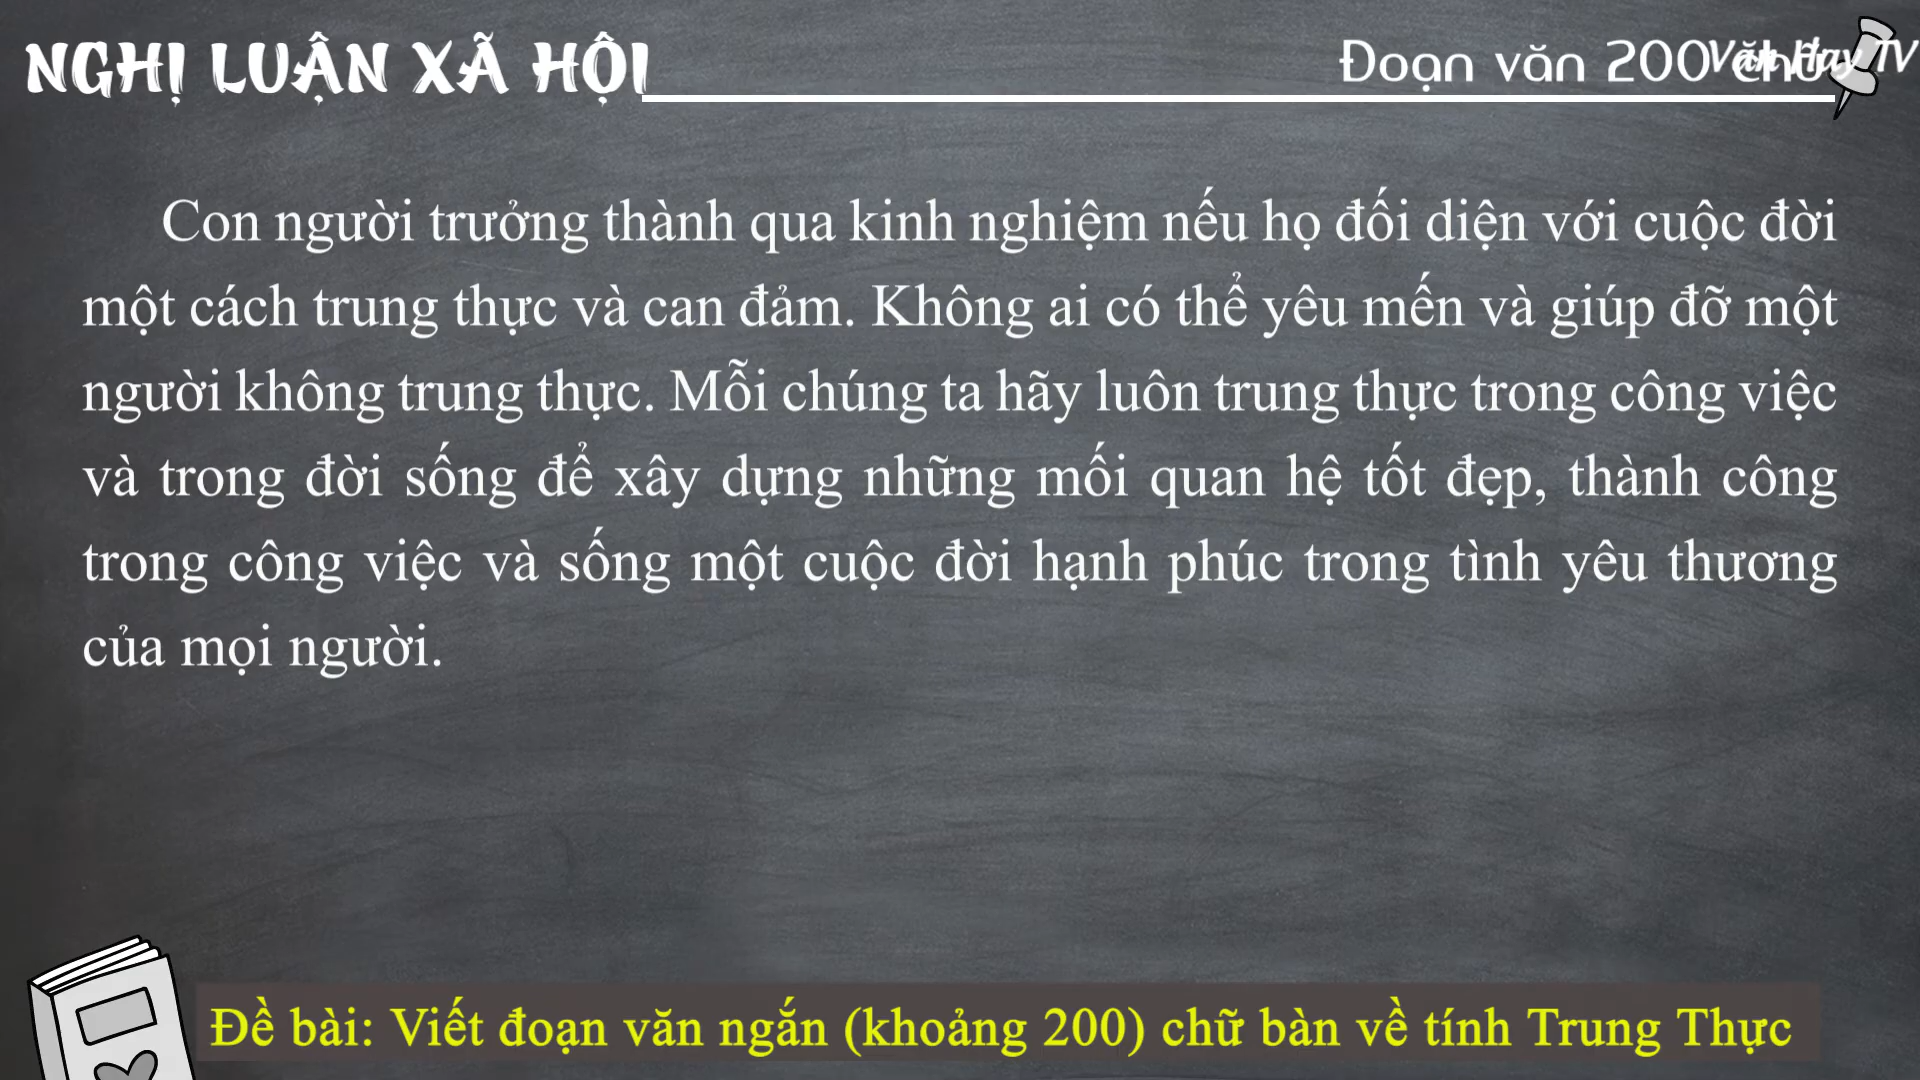 NGHỊ LUẬN XÃ HỘI
Đoạn văn 200 chữ
Văn Hay TV
Con người trưởng thành qua kinh nghiệm nếu họ đối diện với cuộc đời
một cách trung thực và can đảm. Không ai có thể yêu mến và giúp đỡ một
người không trung thực. Mỗi chúng ta hãy luôn trung thực trong công việc
và trong đời sống để xây dựng những mối quan hệ tốt đẹp, thành công
trong công việc và sống một cuộc đời hạnh phúc trong tình yêu thương
của mọi người.
Đề bài: Viết đoạn văn ngắn (khoảng 200) chữ bàn về tính Trung Thực